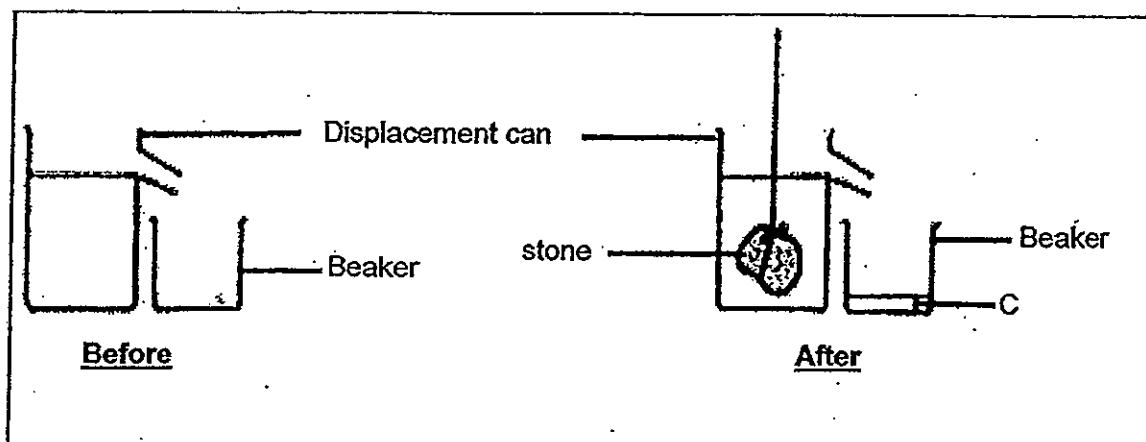 Displacement can
Beaker
stone
Beaker
C
Before
After